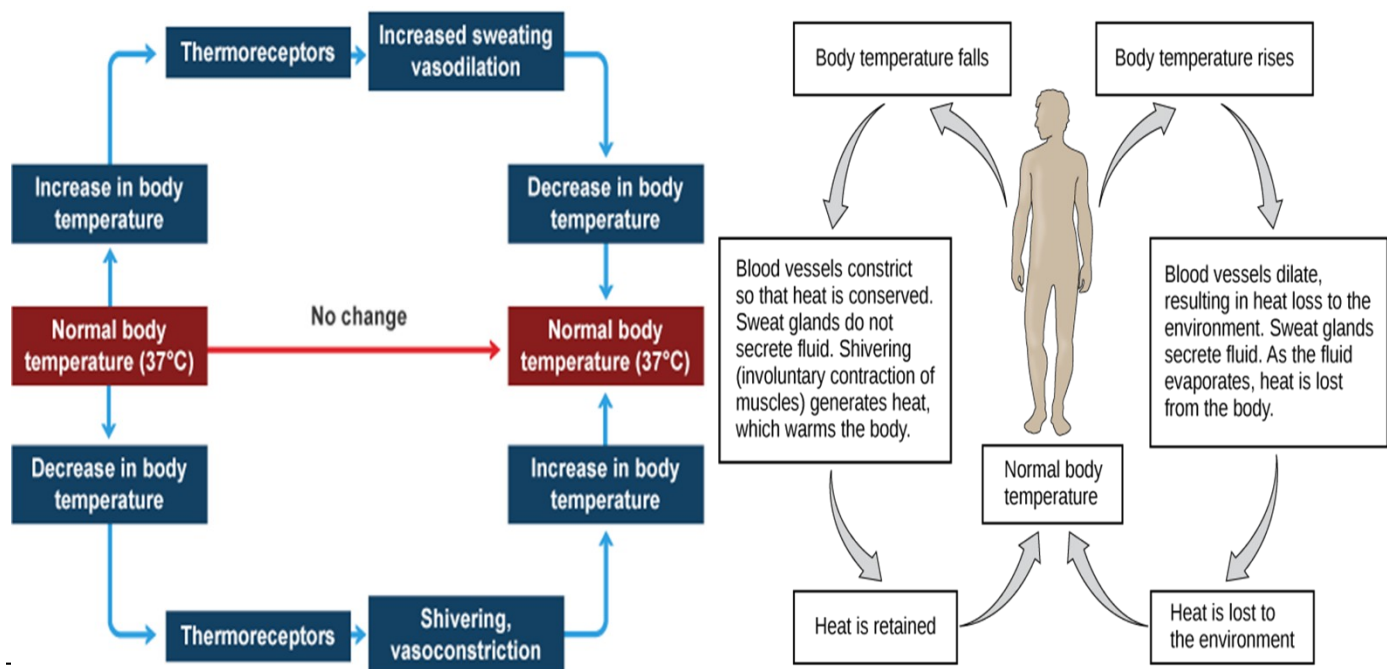 Thermoreceptors
Increased sweating
vasodilation
Increase in body
temperature
Decrease in body
temperature
Normal body
temperature (37°C)
No change
Normal body
temperature (37°C)
Decrease in body
temperature
Increase in body
temperature
Thermoreceptors
Shivering,
vasoconstriction
Body temperature falls
Body temperature rises
Blood vessels constrict
so that heat is conserved.
Sweat glands do not
secrete fluid. Shivering
(involuntary contraction of
muscles) generates heat,
which warms the body.
Blood vessels dilate,
resulting in heat loss to the
environment. Sweat glands
secrete fluid. As the fluid
evaporates, heat is lost
from the body.
Normal body
temperature
Heat is retained
Heat is lost to
the environment